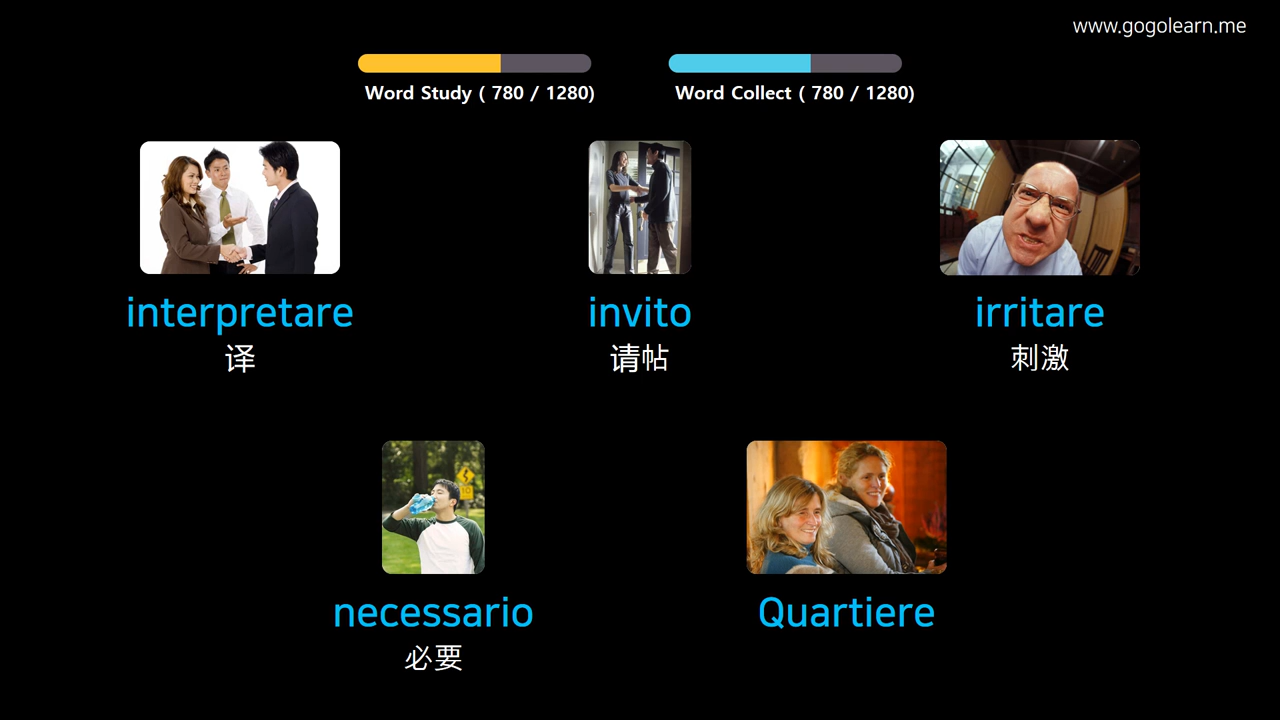 www.gogolearn.me
Word Study ( 780 / 1280)
Word Collect ( 780 / 1280)
interpretare
译
invito
请帖
irritare
刺激
necessario
必要
Quartiere